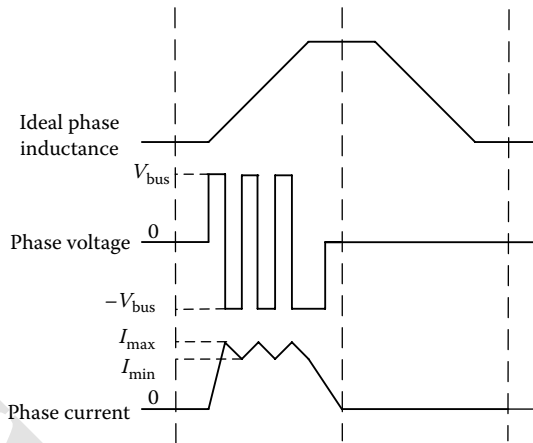 Ideal phase
inductance
V_bus
0
Phase voltage
−V_bus
I_max
I_min
0
Phase current